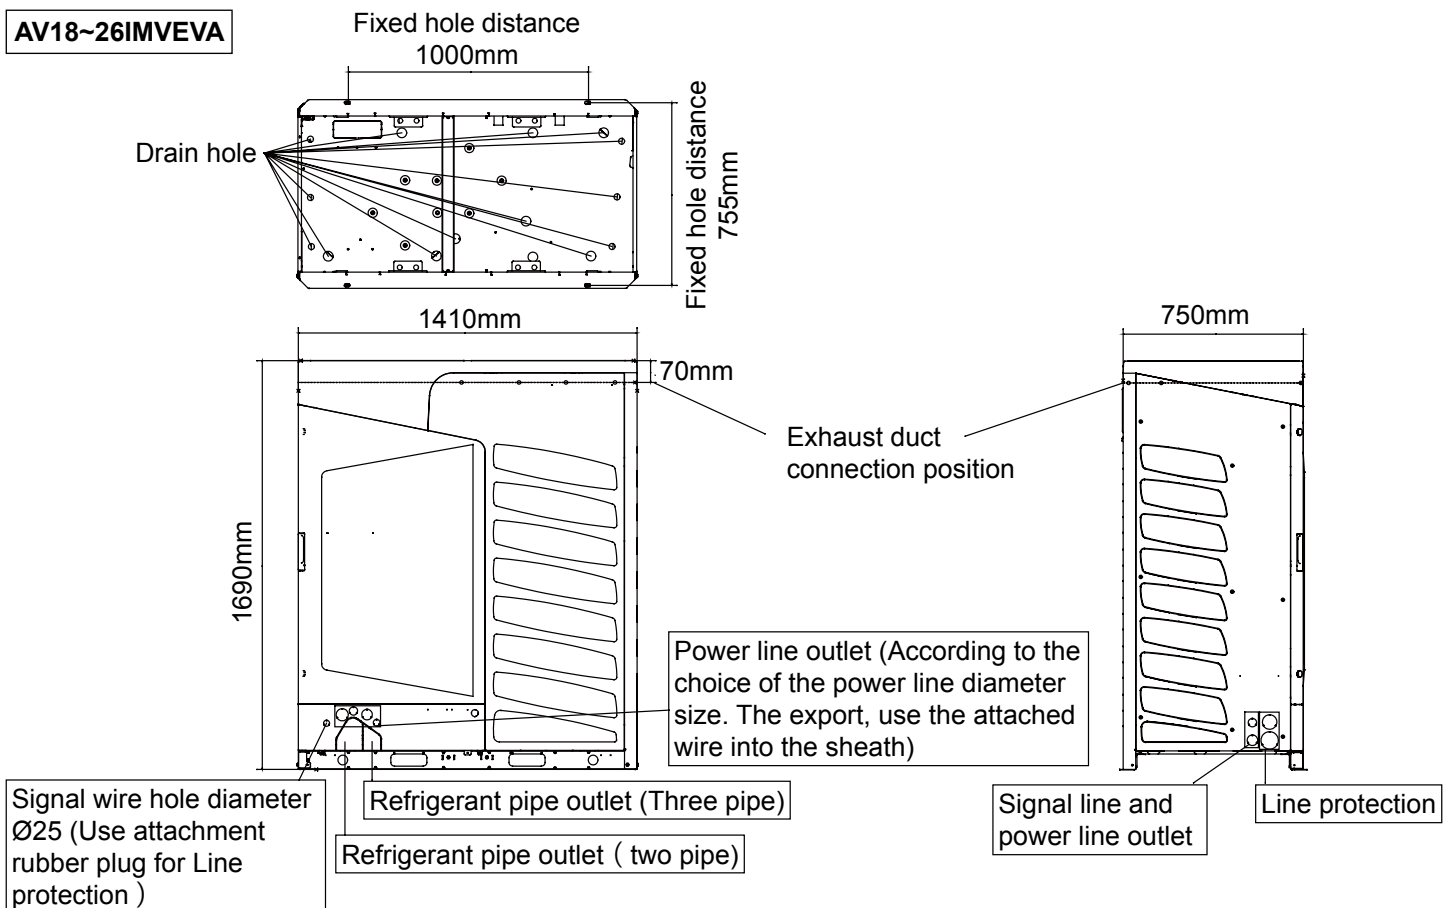 AV18~26IMVEVA
Fixed hole distance
1000mm
Drain hole
Fixed hole distance
755mm
1410mm
750mm
70mm
Exhaust duct
connection position
1690mm
Power line outlet (According to the
choice of the power line diameter
size. The export, use the attached
wire into the sheath)
Signal wire hole diameter
Ø25 (Use attachment
rubber plug for Line
protection )
Refrigerant pipe outlet (Three pipe)
Refrigerant pipe outlet ( two pipe)
Signal line and
power line outlet
Line protection